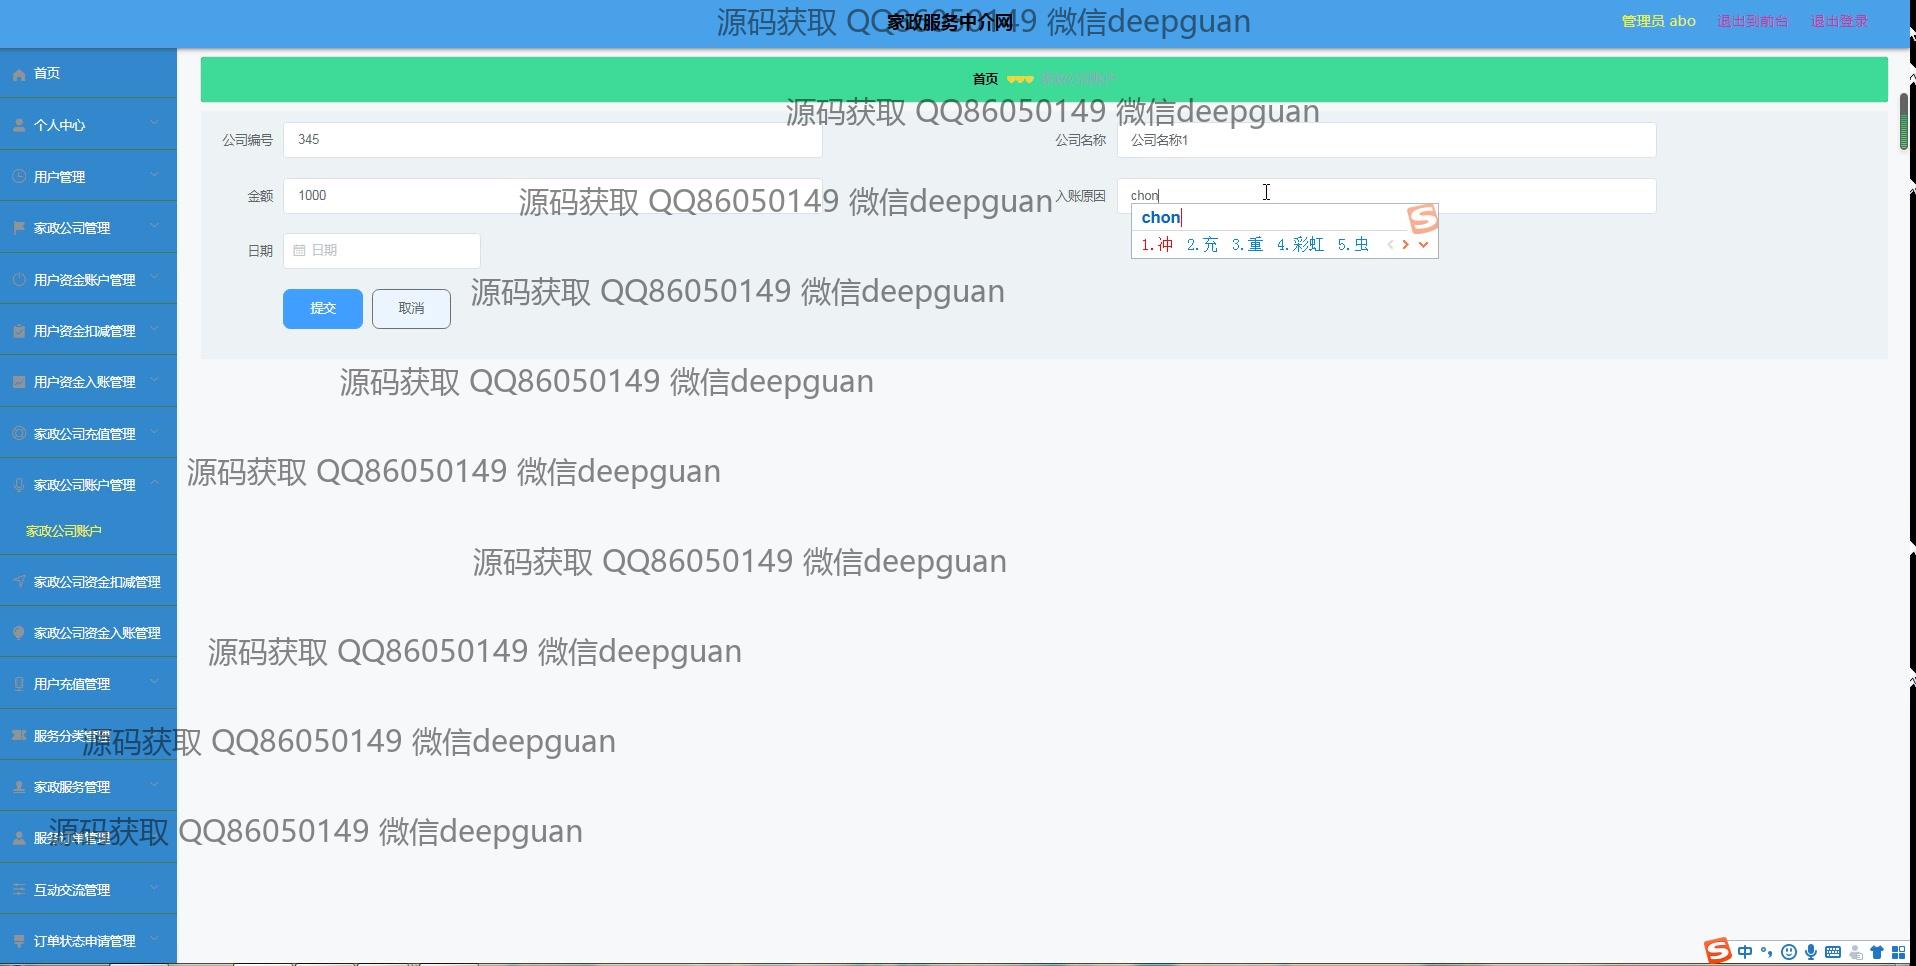 家政服务中介网
管理员 abo 退出到前台 退出登录
源码获取 QQ86050149 微信deepguan
首页
个人中心
用户管理
家政公司管理
用户资金账户管理
用户资金扣减管理
用户资金入账管理
家政公司充值管理
家政公司账户管理
家政公司账户
家政公司资金扣减管理
家政公司资金入账管理
用户充值管理
服务分类管理
家政服务管理
服务订单管理
互动交流管理
订单状态申请管理
首页 家政公司账户
源码获取 QQ86050149 微信deepguan
公司编号 345 公司名称 公司名称1
金额 1000 入账原因 chon
源码获取 QQ86050149 微信deepguan
chon
1.冲 2.充 3.重 4.彩虹 5.虫
日期 日期
源码获取 QQ86050149 微信deepguan
提交 取消
源码获取 QQ86050149 微信deepguan
源码获取 QQ86050149 微信deepguan
源码获取 QQ86050149 微信deepguan
源码获取 QQ86050149 微信deepguan
源码获取 QQ86050149 微信deepguan
源码获取 QQ86050149 微信deepguan
中